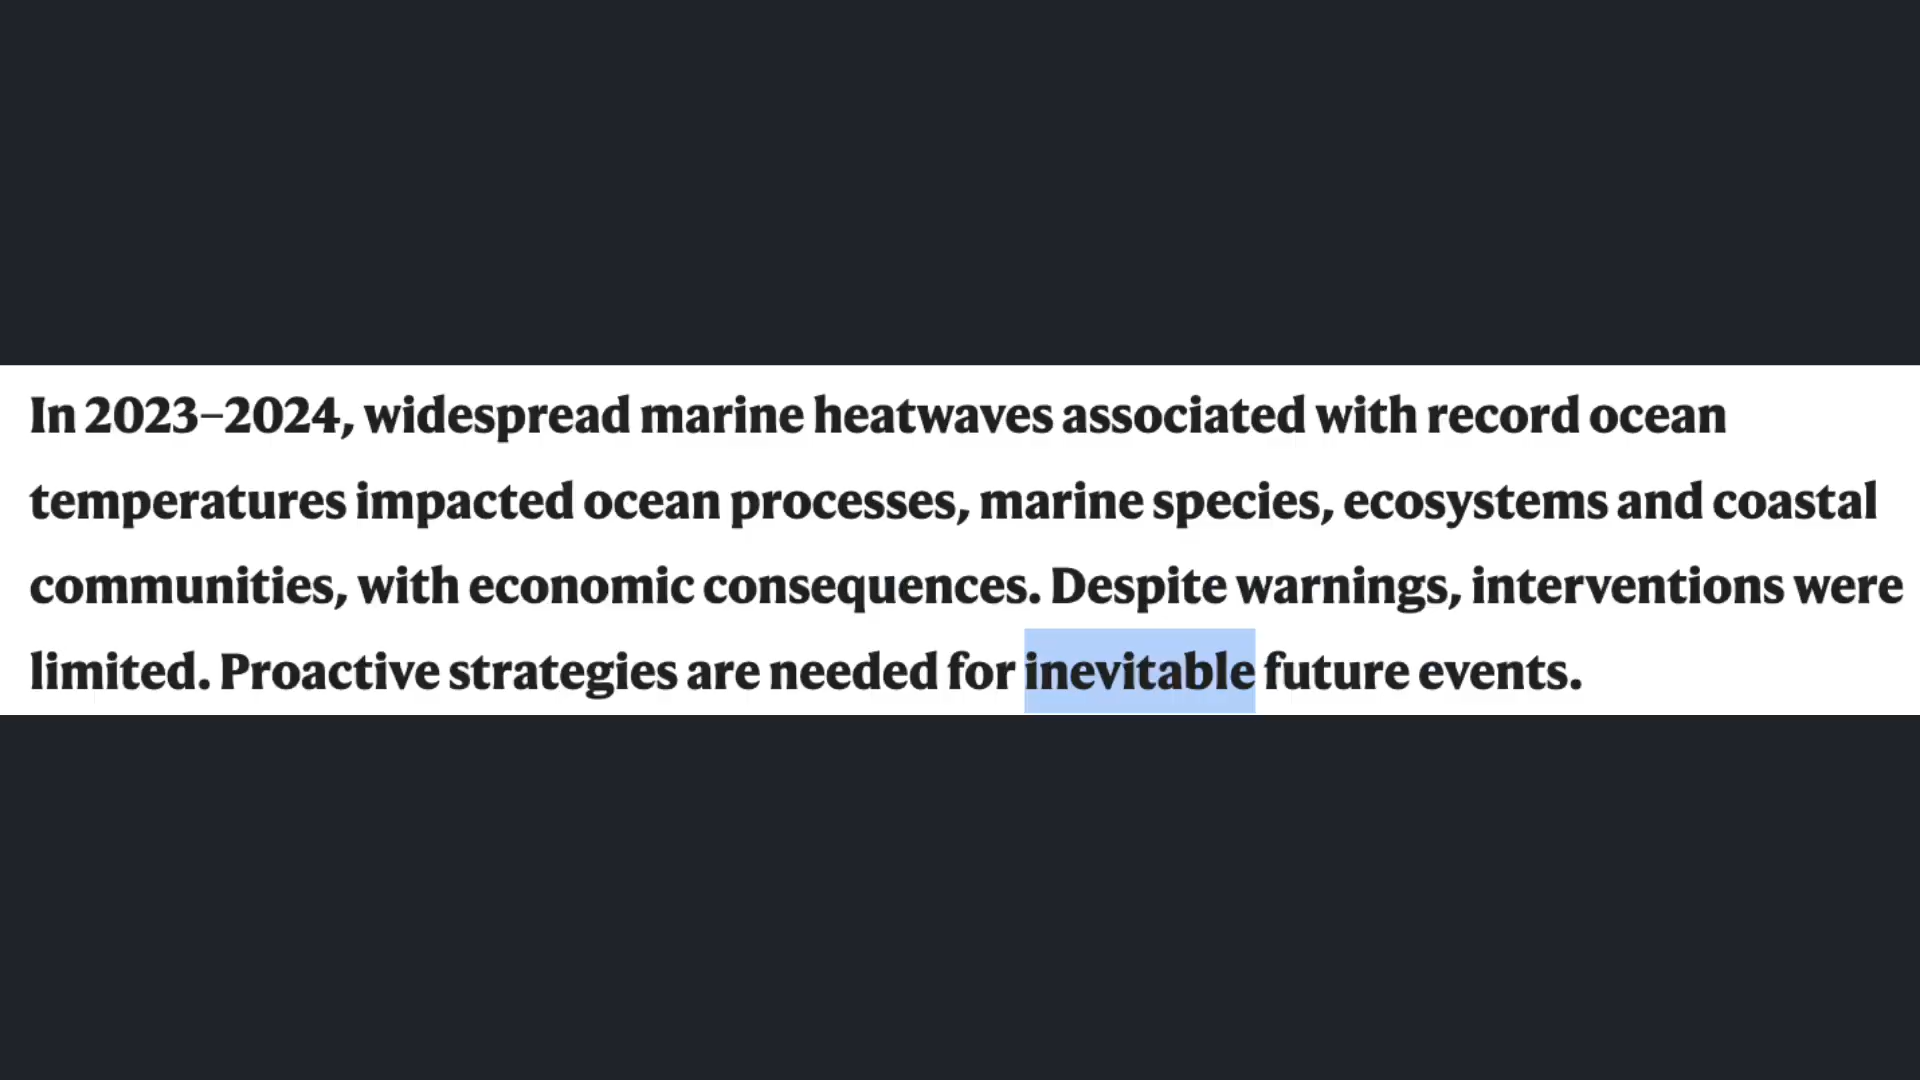 In 2023–2024, widespread marine heatwaves associated with record ocean
temperatures impacted ocean processes, marine species, ecosystems and coastal
communities, with economic consequences. Despite warnings, interventions were
limited. Proactive strategies are needed for inevitable future events.